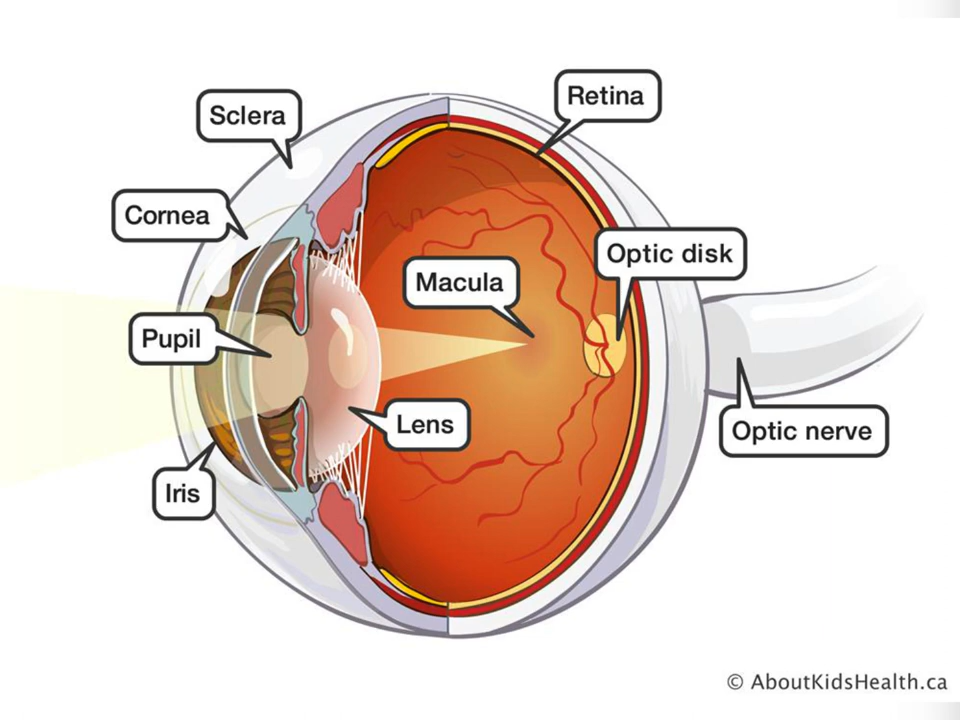 Retina
Sclera
Cornea
Optic disk
Macula
Pupil
Lens
Optic nerve
Iris
© AboutKidsHealth.ca